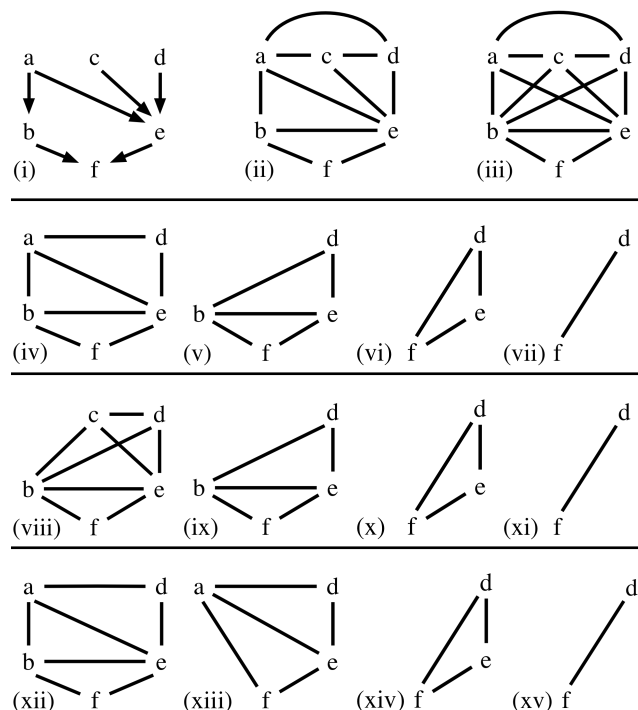 a c d a c d a c d
b e b e b e
(i) f (ii) f (iii) f
a d d d d
b e b e e
(iv) f (v) f (vi) f (vii) f
c d d d d
b e b e e
(viii) f (ix) f (x) f (xi) f
a d a d d d
b e e e
(xii) f (xiii) f (xiv) f (xv) f